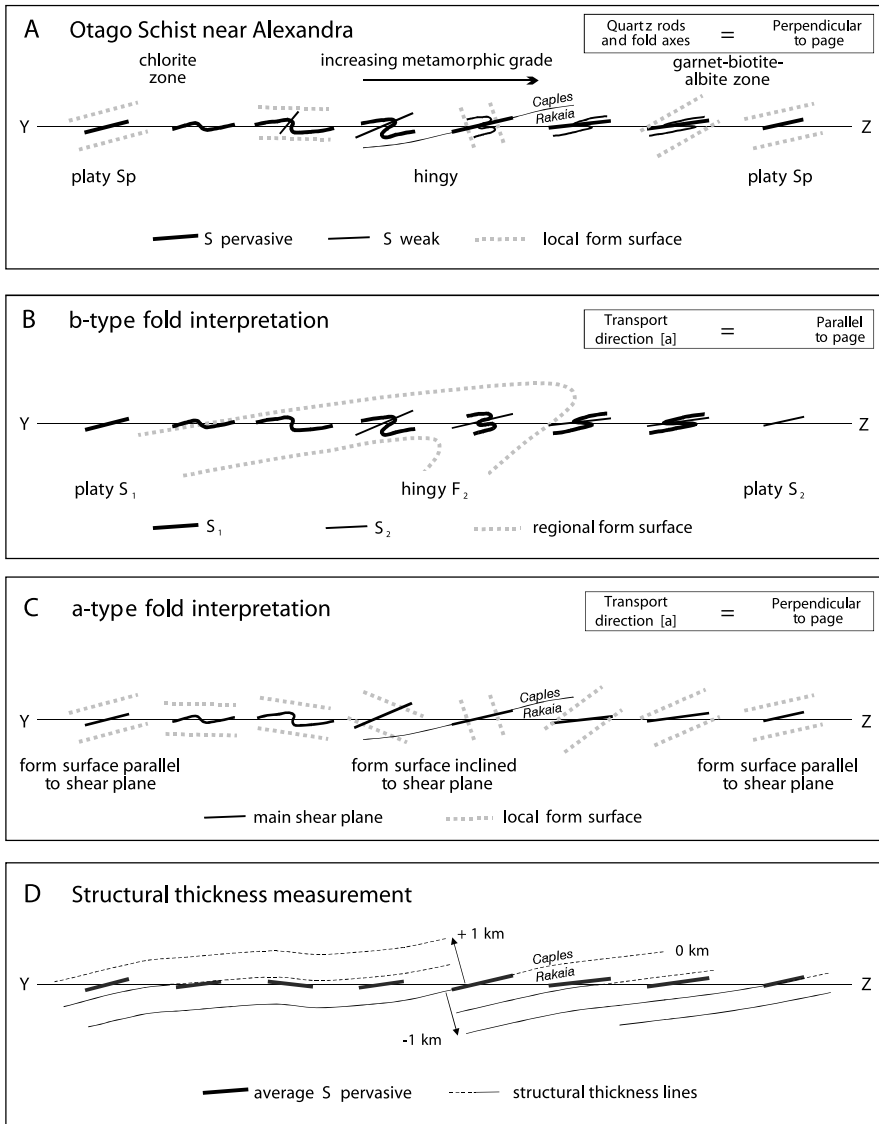 A Otago Schist near Alexandra
Quartz rods and fold axes = Perpendicular to page
chlorite zone
increasing metamorphic grade
garnet-biotite-albite zone
Caples
Rakaia
Y
Z
platy Sp
hingy
platy Sp
S pervasive
S weak
local form surface
B b-type fold interpretation
Transport direction [a] = Parallel to page
Y
Z
platy S₁
hingy F₂
platy S₂
S₁
S₂
regional form surface
C a-type fold interpretation
Transport direction [a] = Perpendicular to page
Caples
Rakaia
Y
Z
form surface parallel to shear plane
form surface inclined to shear plane
form surface parallel to shear plane
main shear plane
local form surface
D Structural thickness measurement
+ 1 km
Caples
Rakaia
0 km
Y
Z
-1 km
average S pervasive
structural thickness lines